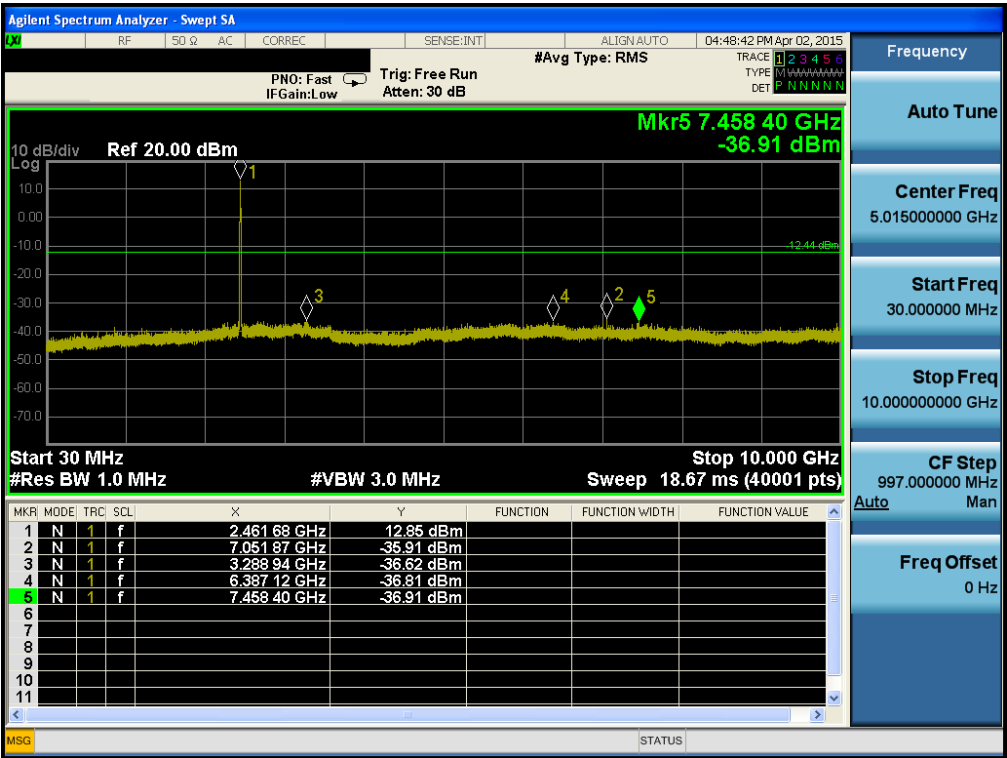 Agilent Spectrum Analyzer - Swept SA
LXI RF 50 Ω AC CORREC SENSE:INT ALIGN AUTO 04:48:42 PM Apr 02, 2015
#Avg Type: RMS
TRACE 1 2 3 4 5 6
TYPE M
DET P N N N N N
PNO: Fast
IFGain:Low
Trig: Free Run
Atten: 30 dB
Mkr5 7.458 40 GHz
-36.91 dBm
10 dB/div
Log
Ref 20.00 dBm
10.0
0.00
-10.0
-20.0
-30.0
-40.0
-50.0
-60.0
-70.0
1
-12.44 dBm
3
4
2
5
Start 30 MHz
Stop 10.000 GHz
#Res BW 1.0 MHz
#VBW 3.0 MHz
Sweep 18.67 ms (40001 pts)
MKR MODE TRC SCL X Y FUNCTION FUNCTION WIDTH FUNCTION VALUE
1 N 1 f 2.461 68 GHz 12.85 dBm
2 N 1 f 7.051 87 GHz -35.91 dBm
3 N 1 f 3.288 94 GHz -36.62 dBm
4 N 1 f 6.387 12 GHz -36.81 dBm
5 N 1 f 7.458 40 GHz -36.91 dBm
6
7
8
9
10
11
MSG
STATUS
Frequency
Auto Tune
Center Freq
5.015000000 GHz
Start Freq
30.000000 MHz
Stop Freq
10.000000000 GHz
CF Step
997.000000 MHz
Auto Man
Freq Offset
0 Hz